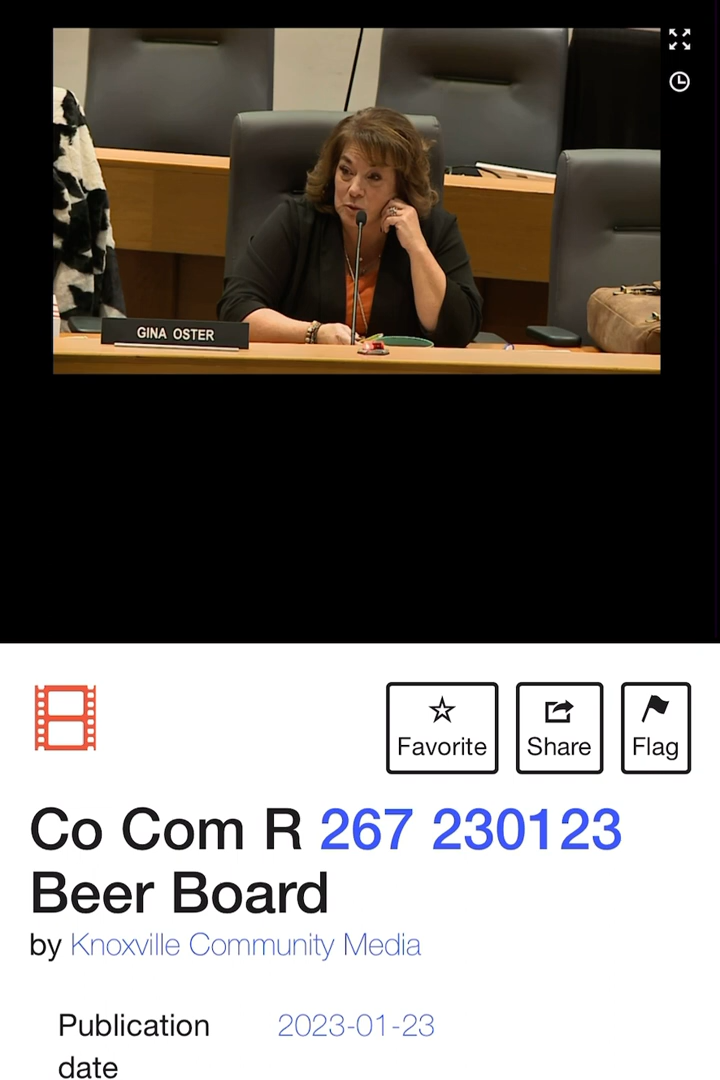 GINA OSTER
Favorite
Share
Flag
Co Com R 267 230123
Beer Board
by Knoxville Community Media
Publication 2023-01-23
date